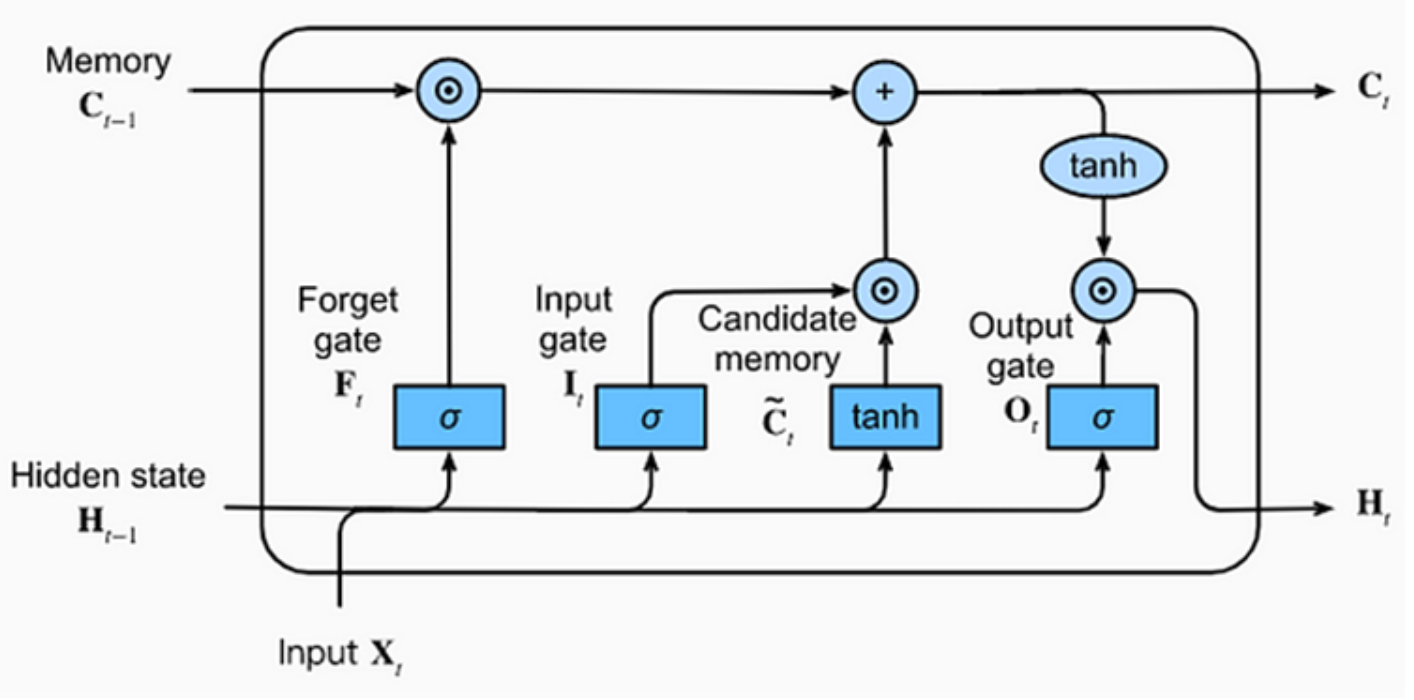 Memory
C_{t-1}
⊙
+
C_t
tanh
Forget
gate
F_t
Input
gate
I_t
⊙
Candidate
memory
C̃_t
Output
gate
O_t
⊙
σ
σ
tanh
σ
Hidden state
H_{t-1}
H_t
Input X_t